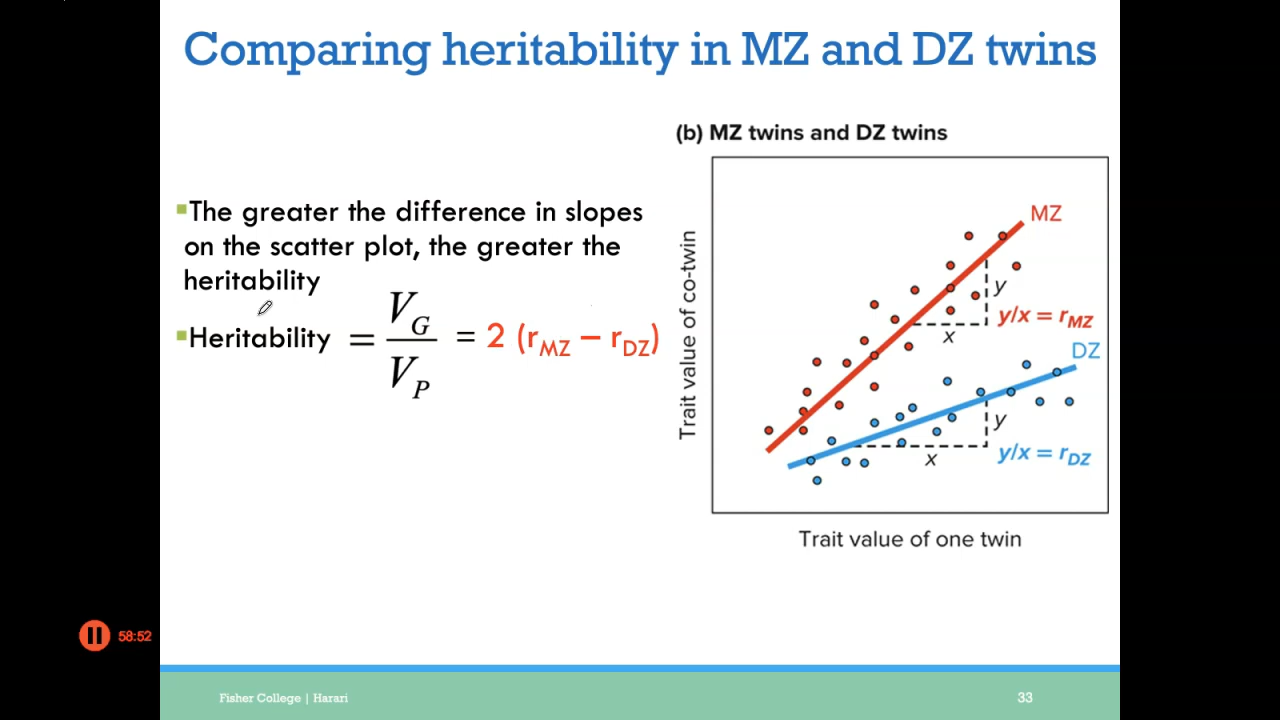 Comparing heritability in MZ and DZ twins
(b) MZ twins and DZ twins
▪The greater the difference in slopes
on the scatter plot, the greater the
heritability
▪Heritability = V_G / V_P = 2 (r_MZ – r_DZ)
Trait value of co-twin
MZ
y
y/x = r_MZ
x
DZ
y
y/x = r_DZ
x
Trait value of one twin
58:52
Fisher College | Harari
33